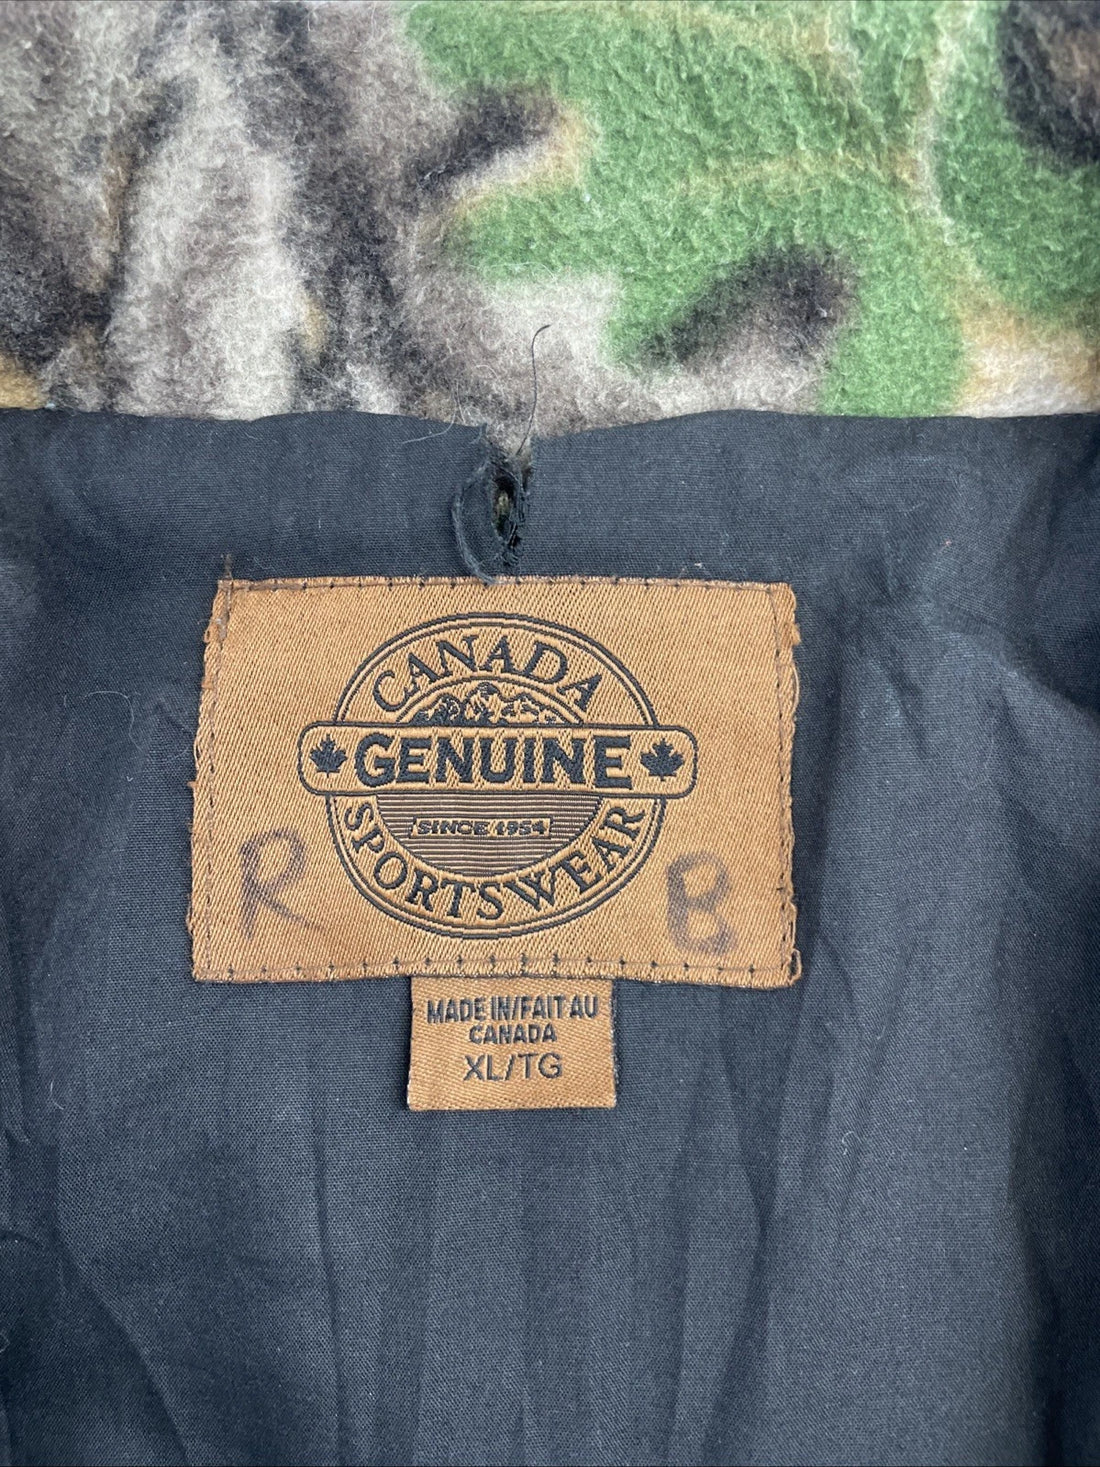 CANADA
GENUINE
SINCE 1954
SPORTSWEAR
R B
MADE IN/FAIT AU
CANADA
XL/TG